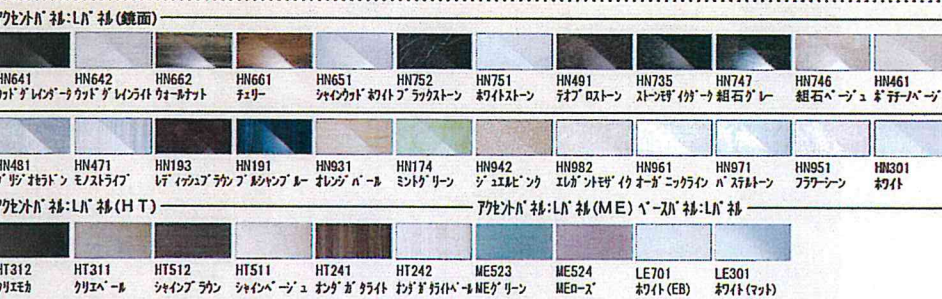 アクセントパネル:Lパネル(鏡面)
HN641 HN642 HN662 HN661 HN651 HN752 HN751 HN491 HN735 HN747 HN746 HN461
ウッドグレインダーク ウッドグレインライト ウォールナット チェリー シャインウッドホワイト ブラックストーン ホワイトストーン テオブロストーン ストーンモザイクダーク 組石グレー 組石ベージュ ボテチーノベージュ
HN481 HN471 HN193 HN191 HN931 HN174 HN942 HN982 HN961 HN971 HN951 HN301
ブリジオセラドン モノストライプ レディッシュブラウン ブルシャンブルー オレンジパール ミントグリーン ジュエルピンク エレガントモザイク オーガニックライン パステルトーン フラワーシーン ホワイト
アクセントパネル:Lパネル(HT) アクセントパネル:Lパネル(ME) ベースパネル:Lパネル
HT312 HT311 HT512 HT511 HT241 HT242 ME523 ME524 LE701 LE301
クリエモカ クリエペール シャインブラウン シャインベージュ オンダガタライト オンダガタライトペール MEグリーン MEローズ ホワイト(EB) ホワイト(マット)